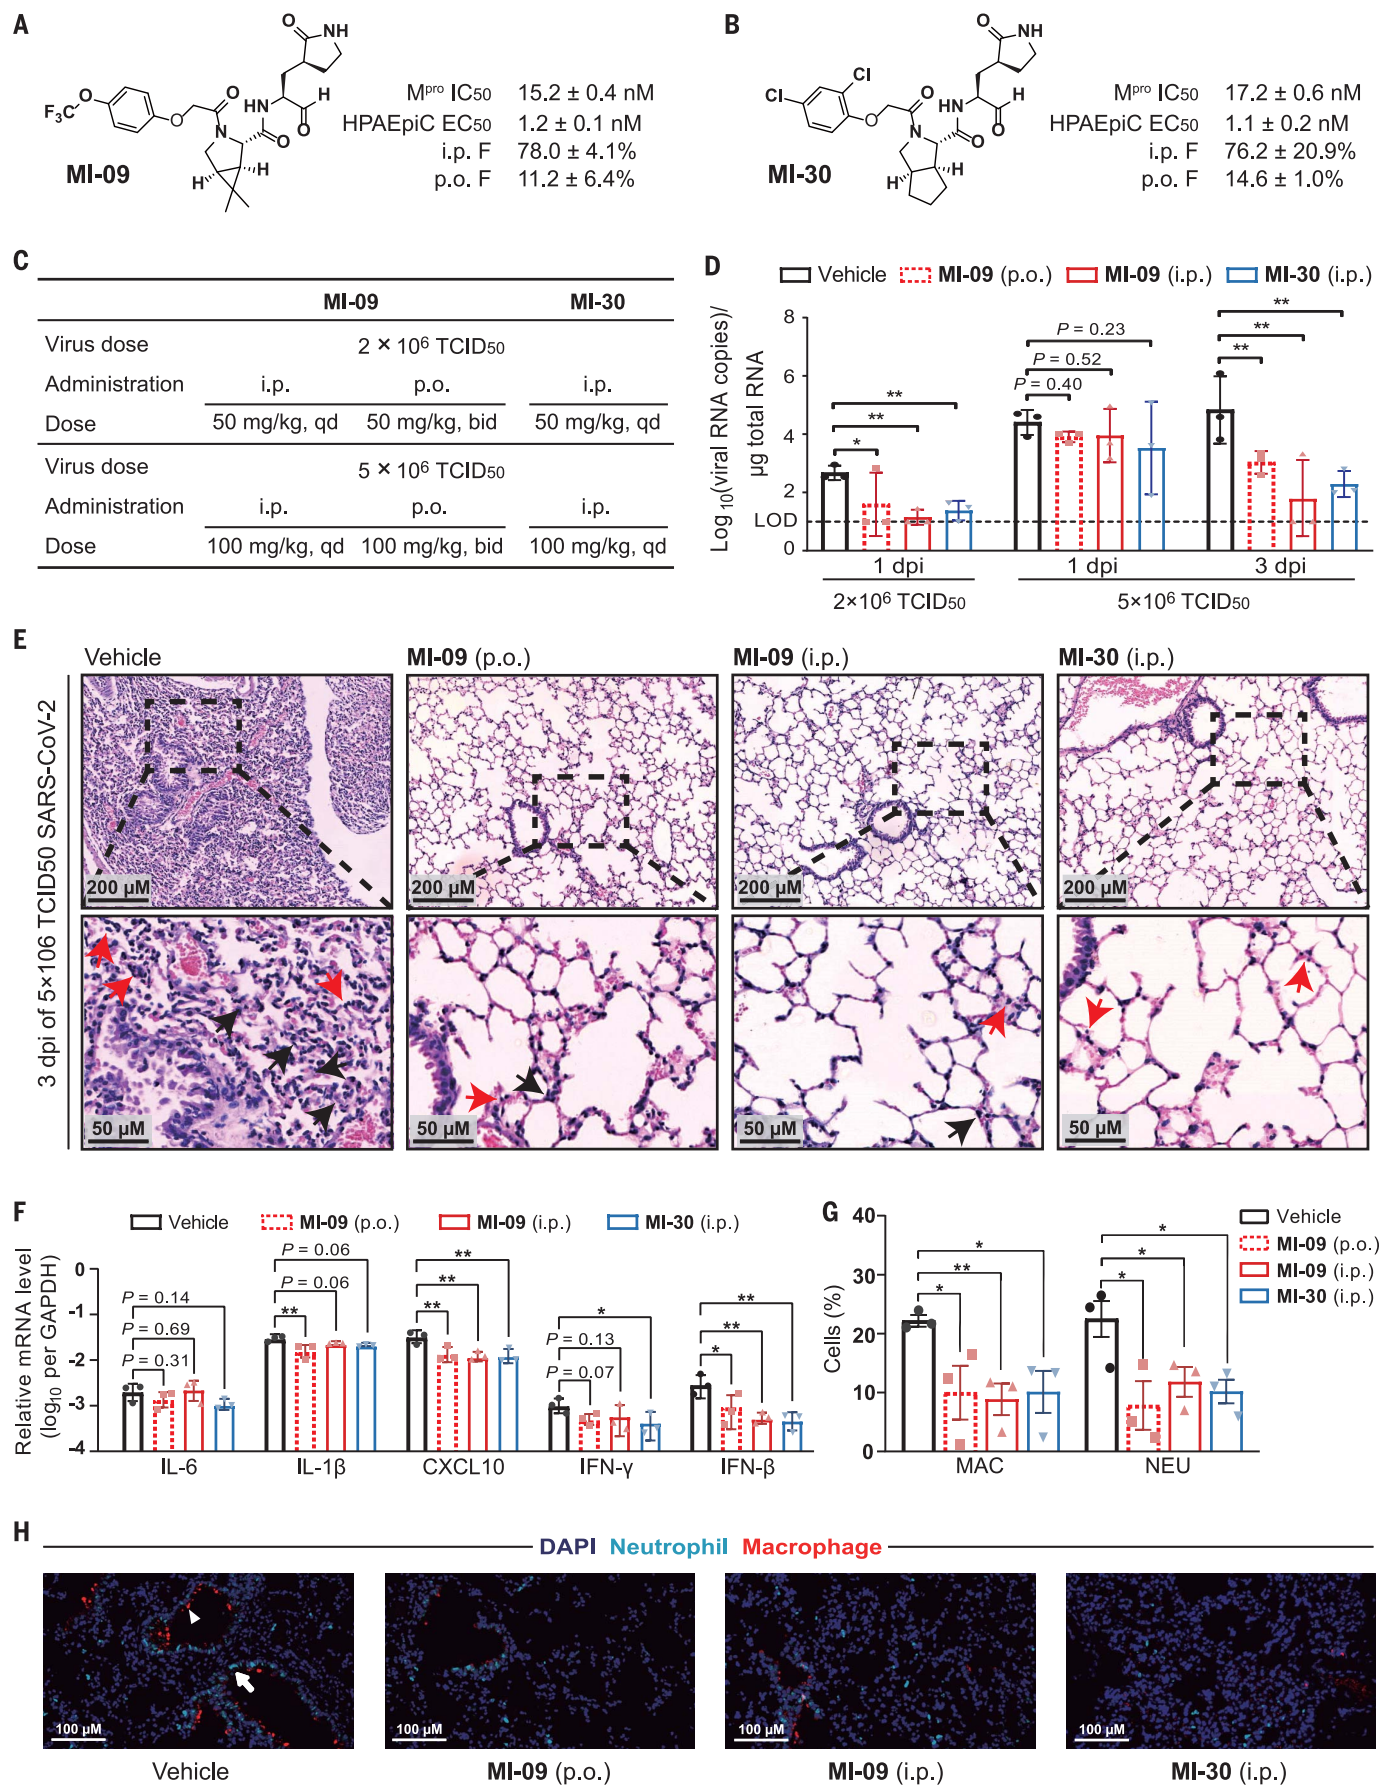 A
O
NH
O
F₃C
O
O
HN
H
N
O
O
H
H
MI-09
Mᵖʳᵒ IC₅₀ 15.2 ± 0.4 nM
HPAEpiC EC₅₀ 1.2 ± 0.1 nM
i.p. F 78.0 ± 4.1%
p.o. F 11.2 ± 6.4%
B
O
NH
Cl
Cl
O
O
HN
H
N
O
O
H
H
MI-30
Mᵖʳᵒ IC₅₀ 17.2 ± 0.6 nM
HPAEpiC EC₅₀ 1.1 ± 0.2 nM
i.p. F 76.2 ± 20.9%
p.o. F 14.6 ± 1.0%
C
MI-09 MI-30
Virus dose 2 × 10⁶ TCID₅₀
Administration i.p. p.o. i.p.
Dose 50 mg/kg, qd 50 mg/kg, bid 50 mg/kg, qd
Virus dose 5 × 10⁶ TCID₅₀
Administration i.p. p.o. i.p.
Dose 100 mg/kg, qd 100 mg/kg, bid 100 mg/kg, qd
D
Vehicle MI-09 (p.o.) MI-09 (i.p.) MI-30 (i.p.)
Log₁₀(viral RNA copies)/
µg total RNA
8
6
4
2
LOD
0
*
**
**
P = 0.40
P = 0.52
P = 0.23
**
**
**
1 dpi 1 dpi 3 dpi
2×10⁶ TCID₅₀ 5×10⁶ TCID₅₀
E
3 dpi of 5×106 TCID50 SARS-CoV-2
Vehicle MI-09 (p.o.) MI-09 (i.p.) MI-30 (i.p.)
200 µM 200 µM 200 µM 200 µM
50 µM 50 µM 50 µM 50 µM
F
Vehicle MI-09 (p.o.) MI-09 (i.p.) MI-30 (i.p.)
Relative mRNA level
(log₁₀ per GAPDH)
0
-1
-2
-3
-4
P = 0.14
P = 0.69
P = 0.31
P = 0.06
P = 0.06
**
**
**
**
*
P = 0.13
P = 0.07
**
**
*
IL-6 IL-1β CXCL10 IFN-γ IFN-β
G
Vehicle
MI-09 (p.o.)
MI-09 (i.p.)
MI-30 (i.p.)
Cells (%)
40
30
20
10
0
*
**
*
*
*
*
MAC NEU
H
DAPI Neutrophil Macrophage
100 µM 100 µM 100 µM 100 µM
Vehicle MI-09 (p.o.) MI-09 (i.p.) MI-30 (i.p.)